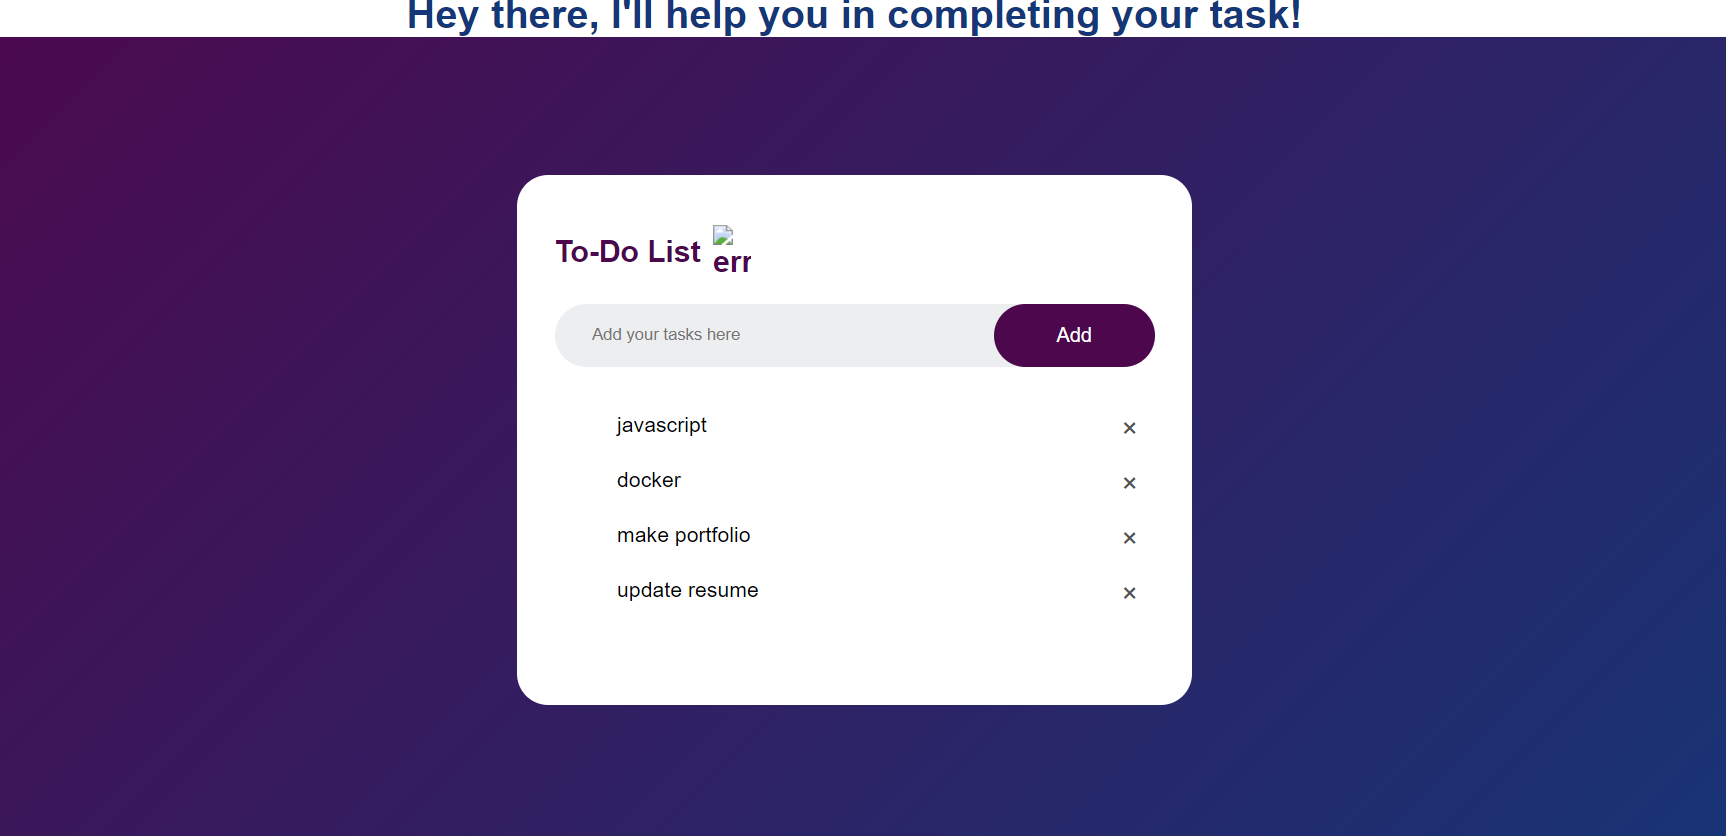 Hey there, I'll help you in completing your task!
To-Do List
err
Add your tasks here
Add
javascript ×
docker ×
make portfolio ×
update resume ×